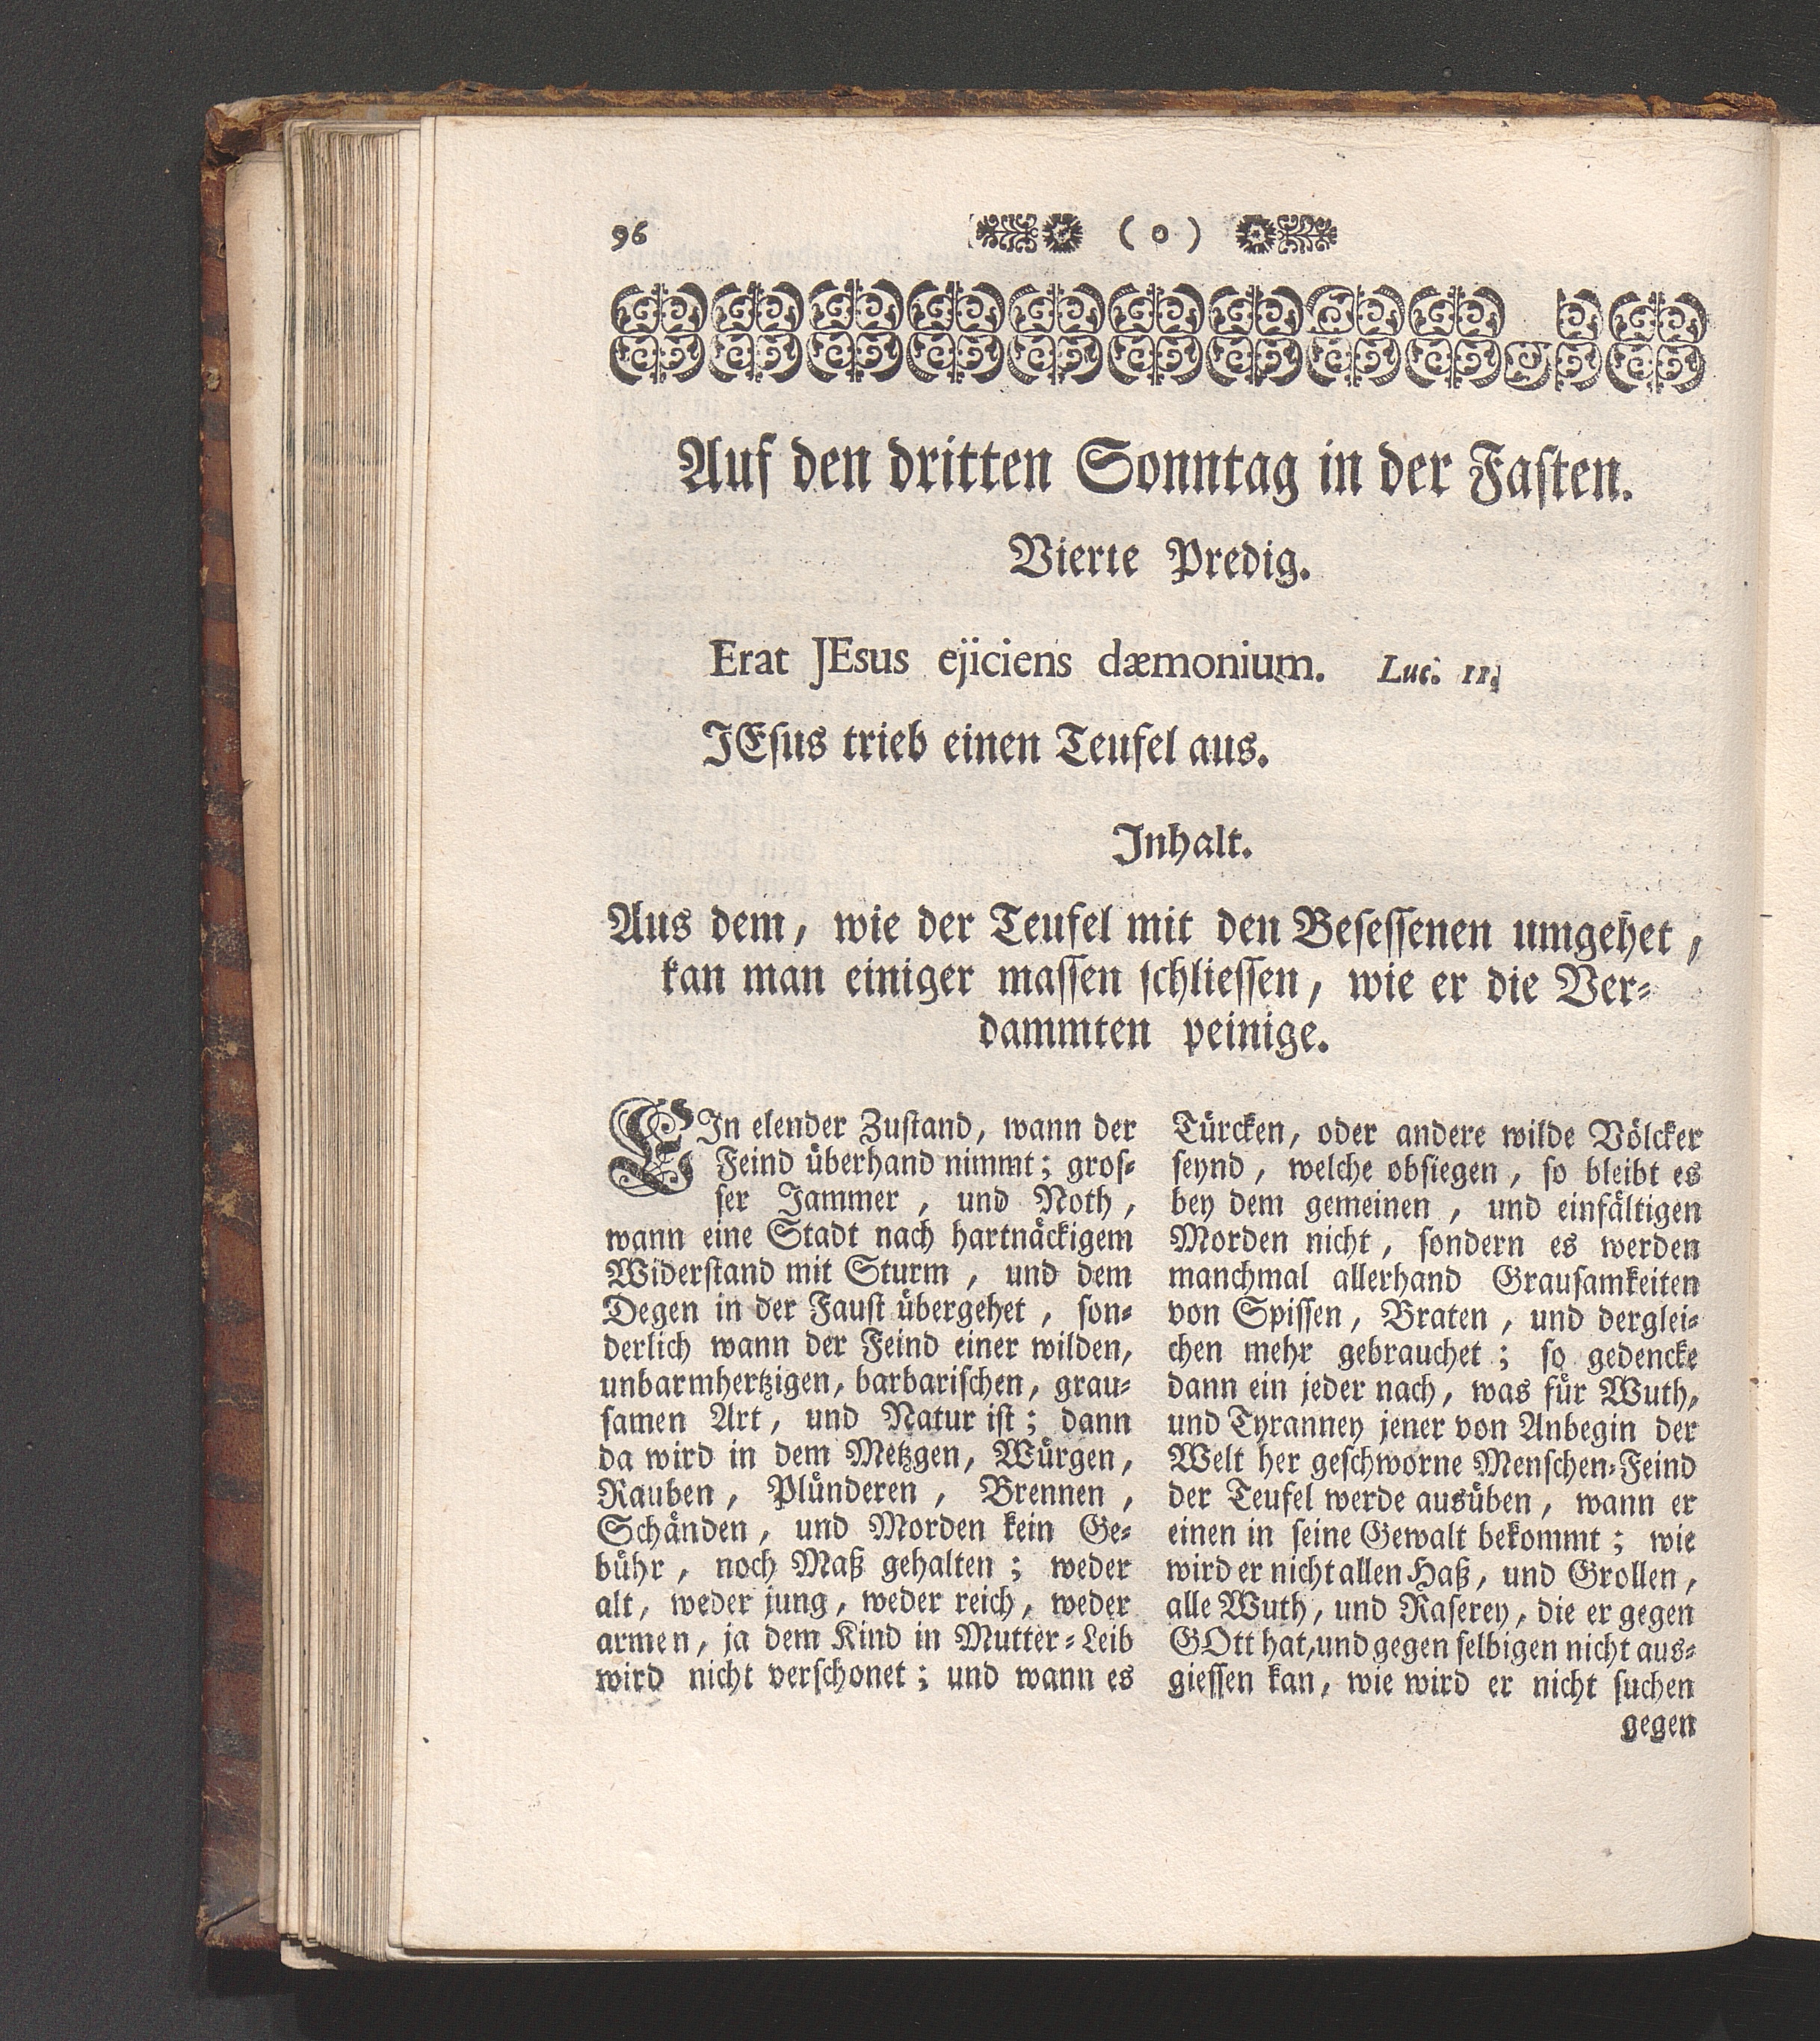 96 ( o )
Auf den dritten Sonntag in der Fasten.
Vierte Predig.
Erat JEsus ejiciens dæmonium. Luc. 11.
JEsus trieb einen Teufel aus.
Inhalt.
Aus dem, wie der Teufel mit den Besessenen umgehet,
kan man einiger massen schliessen, wie er die Ver-
dammten peinige.
EIn elender Zustand, wann der
Feind überhand nimmt; gros-
ser Jammer, und Noth,
wann eine Stadt nach hartnäckigem
Widerstand mit Sturm, und dem
Degen in der Faust übergehet, son-
derlich wann der Feind einer wilden,
unbarmhertzigen, barbarischen, grau-
samen Art, und Natur ist; dann
da wird in dem Metzgen, Würgen,
Rauben, Plünderen, Brennen,
Schänden, und Morden kein Ge-
bühr, noch Maß gehalten; weder
alt, weder jung, weder reich, weder
armen, ja dem Kind in Mutter-Leib
wird nicht verschonet; und wann es
Türcken, oder andere wilde Völcker
seynd, welche obsiegen, so bleibt es
bey dem gemeinen, und einfältigen
Morden nicht, sondern es werden
manchmal allerhand Grausamkeiten
von Spissen, Braten, und derglei-
chen mehr gebrauchet; so gedencke
dann ein jeder nach, was für Wuth,
und Tyranney jener von Anbegin der
Welt her geschworne Menschen-Feind
der Teufel werde ausüben, wann er
einen in seine Gewalt bekommt; wie
wird er nicht allen Haß, und Grollen,
alle Wuth, und Raserey, die er gegen
GOtt hat, und gegen selbigen nicht aus-
giessen kan, wie wird er nicht suchen
gegen